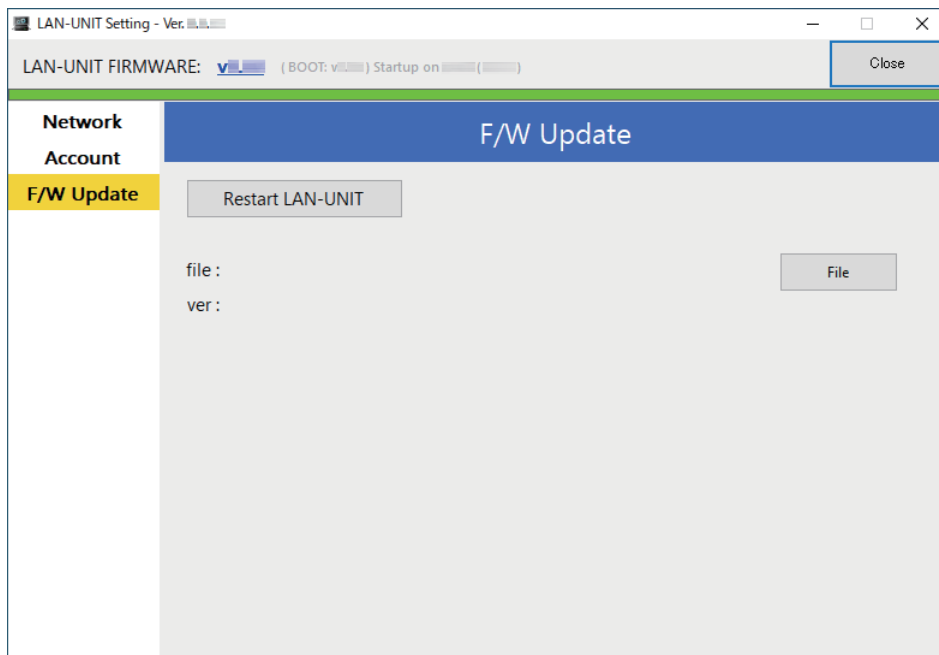 LAN-UNIT Setting - Ver.
LAN-UNIT FIRMWARE: v ( BOOT: v ) Startup on ( )
Close
Network
Account
F/W Update
F/W Update
Restart LAN-UNIT
file :
File
ver :